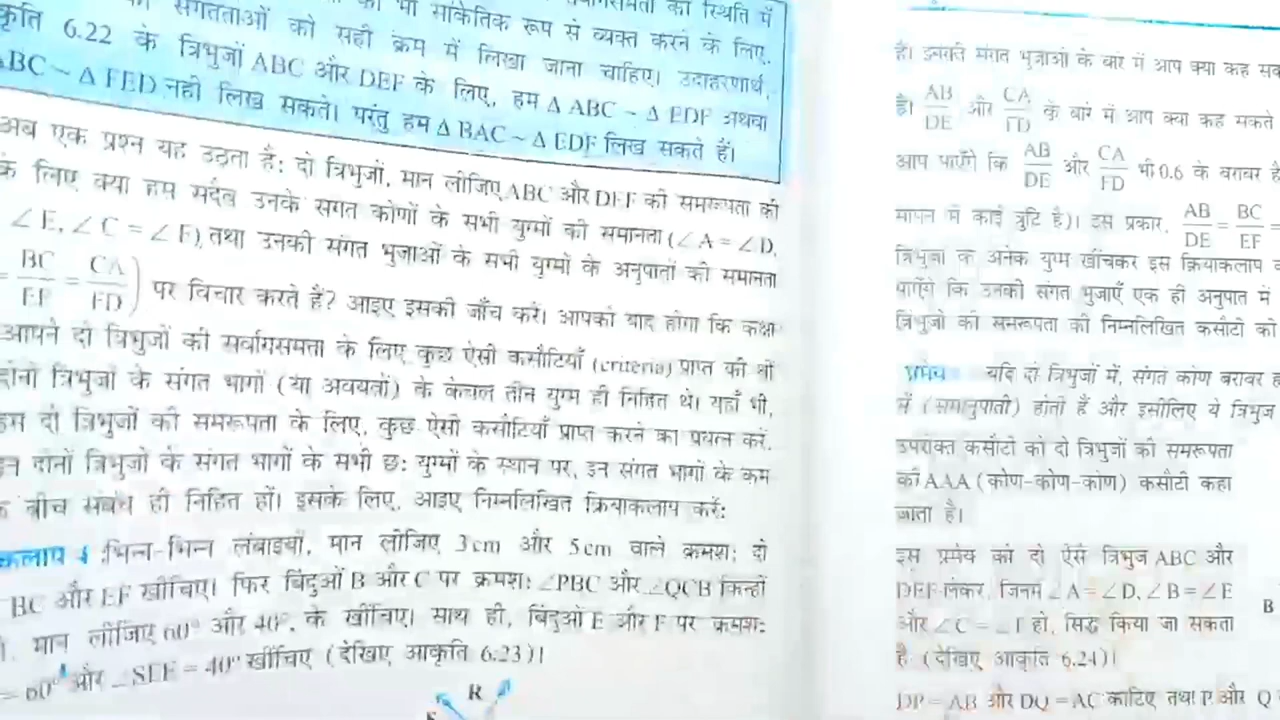 संगतताओं को सही क्रम में लिखा जाना चाहिए। उदाहरणार्थ,
कृति 6.22 के त्रिभुजों ABC और DEF के लिए, हम Δ ABC ~ Δ EDF अथवा
ABC ~ Δ FED नहीं लिख सकते। परंतु हम Δ BAC ~ Δ EDF लिख सकते हैं।
अब एक प्रश्न यह उठता है: दो त्रिभुजों, मान लीजिए ABC और DEF की समरूपता की
के लिए क्या हम सदैव उनके संगत कोणों के सभी युग्मों की समानता (∠ A = ∠ D,
∠ E, ∠ C = ∠ F) तथा उनकी संगत भुजाओं के सभी युग्मों के अनुपातों की समानता
= BC/EF = CA/FD) पर विचार करते हैं? आइए इसकी जाँच करें। आपको याद होगा कि कक्षा
आपने दो त्रिभुजों की सर्वांगसमता के लिए कुछ ऐसी कसौटियाँ (criteria) प्राप्त की थीं
दोनों त्रिभुजों के संगत भागों (या अवयवों) के केवल तीन युग्म ही निहित थे। यहाँ भी,
हम दो त्रिभुजों की समरूपता के लिए, कुछ ऐसी कसौटियाँ प्राप्त करने का प्रयत्न करें,
इन दोनों त्रिभुजों के संगत भागों के सभी छः युग्मों के स्थान पर, इन संगत भागों के कम
के बीच संबंध ही निहित हों। इसके लिए, आइए निम्नलिखित क्रियाकलाप करें:
कलाप 4 भिन्न-भिन्न लंबाइयों, मान लीजिए 3 cm और 5 cm वाले क्रमशः दो
BC और EF खींचिए। फिर बिंदुओं B और C पर क्रमशः ∠PBC और ∠QCB किन्हीं
मान लीजिए 60° और 40°, के खींचिए। साथ ही, बिंदुओं E और F पर क्रमशः
= 60° और ∠SFE = 40° खींचिए (देखिए आकृति 6.23)।
R
है। इनकी संगत भुजाओं के बारे में आप क्या कह सक
है। AB/DE और CA/FD के बारे में आप क्या कह सकते
आप पाएँगे कि AB/DE और CA/FD भी 0.6 के बराबर है
मापन में कोई त्रुटि है)। इस प्रकार, AB/DE = BC/EF =
त्रिभुजों के अनेक युग्म खींचकर इस क्रियाकलाप
पाएँगे कि उनकी संगत भुजाएँ एक ही अनुपात में
त्रिभुजों की समरूपता की निम्नलिखित कसौटी को
प्रमेय यदि दो त्रिभुजों में, संगत कोण बराबर ह
में (समानुपाती) होती हैं और इसीलिए ये त्रिभुज
उपरोक्त कसौटी को दो त्रिभुजों की समरूपता
की AAA (कोण-कोण-कोण) कसौटी कहा
जाता है।
इस प्रमेय को दो ऐसे त्रिभुज ABC और
DEF लेकर, जिनमें ∠ A = ∠ D, ∠ B = ∠ E
और ∠ C = ∠ F हो, सिद्ध किया जा सकता
है (देखिए आकृति 6.24)।
B
DP = AB और DQ = AC काटिए तथा P और Q